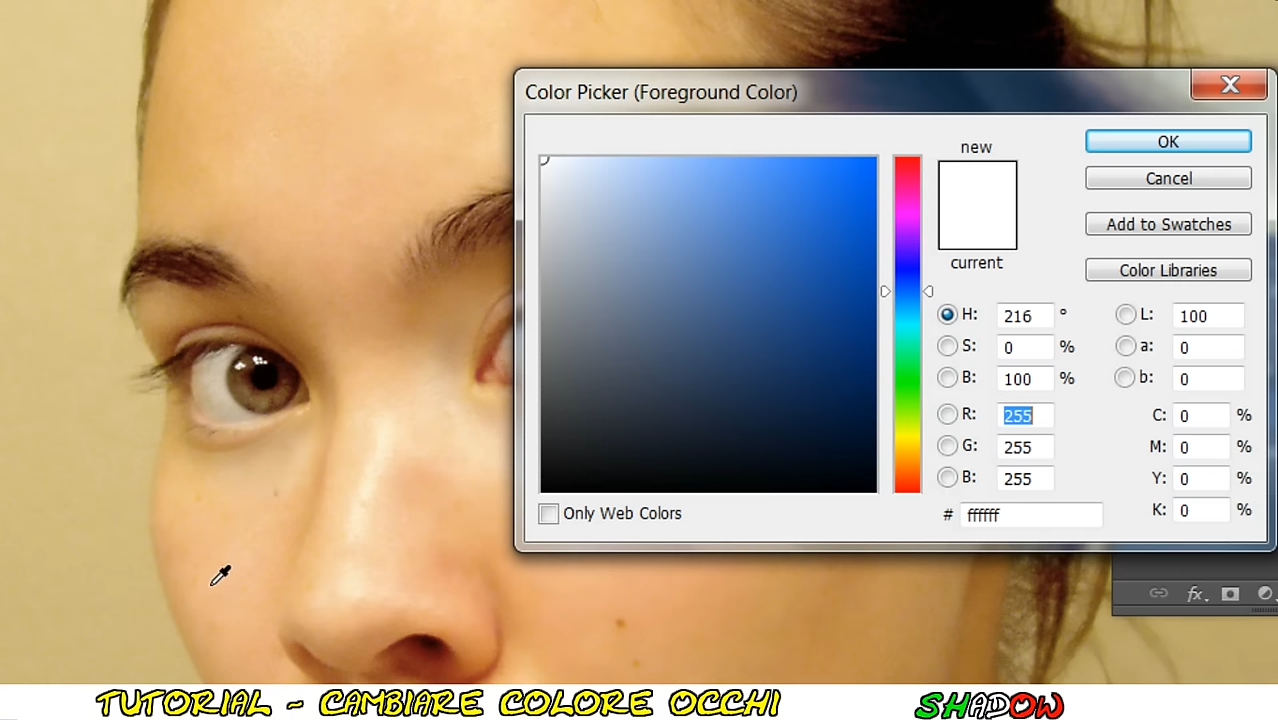 Color Picker (Foreground Color)
X
new
current
OK
Cancel
Add to Swatches
Color Libraries
H: 216 °
S: 0 %
B: 100 %
R: 255
G: 255
B: 255
# ffffff
L: 100
a: 0
b: 0
C: 0 %
M: 0 %
Y: 0 %
K: 0 %
Only Web Colors
fx
TUTORIAL - CAMBIARE COLORE OCCHI
SHADOW